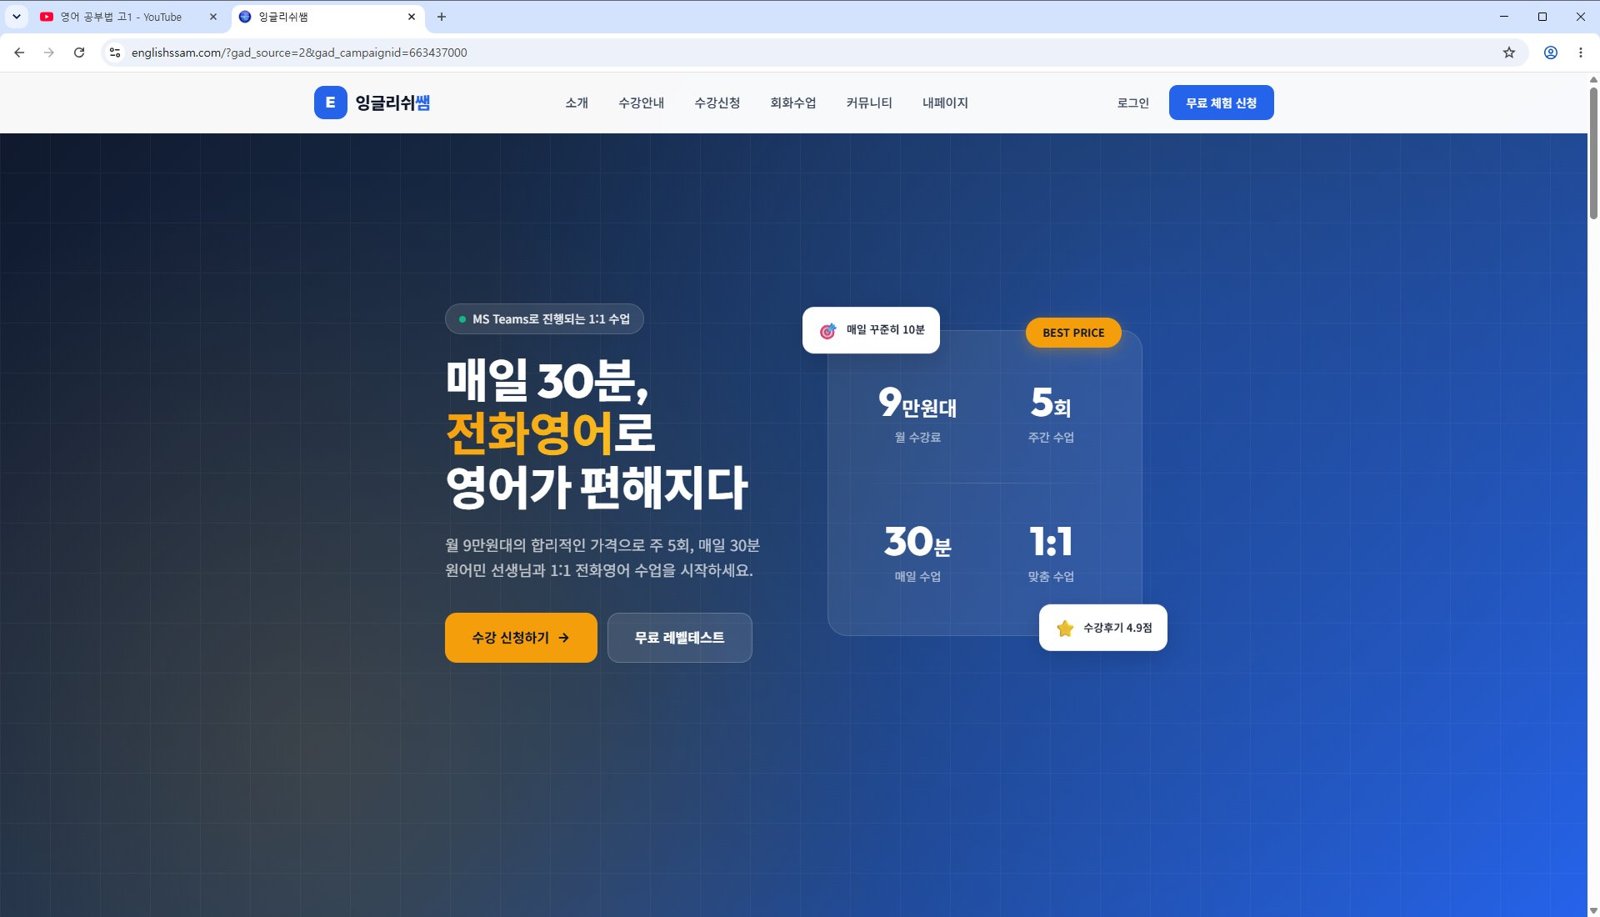 영어 공부법 고1 - YouTube
잉글리쉬쌤
englishssam.com/?gad_source=2&gad_campaignid=663437000
E 잉글리쉬쌤
소개
수강안내
수강신청
회화수업
커뮤니티
내페이지
로그인
무료 체험 신청
MS Teams로 진행되는 1:1 수업
매일 30분,
전화영어로
영어가 편해지다
월 9만원대의 합리적인 가격으로 주 5회, 매일 30분
원어민 선생님과 1:1 전화영어 수업을 시작하세요.
수강 신청하기 →
무료 레벨테스트
매일 꾸준히 10분
BEST PRICE
9만원대
월 수강료
5회
주간 수업
30분
매일 수업
1:1
맞춤 수업
수강후기 4.9점